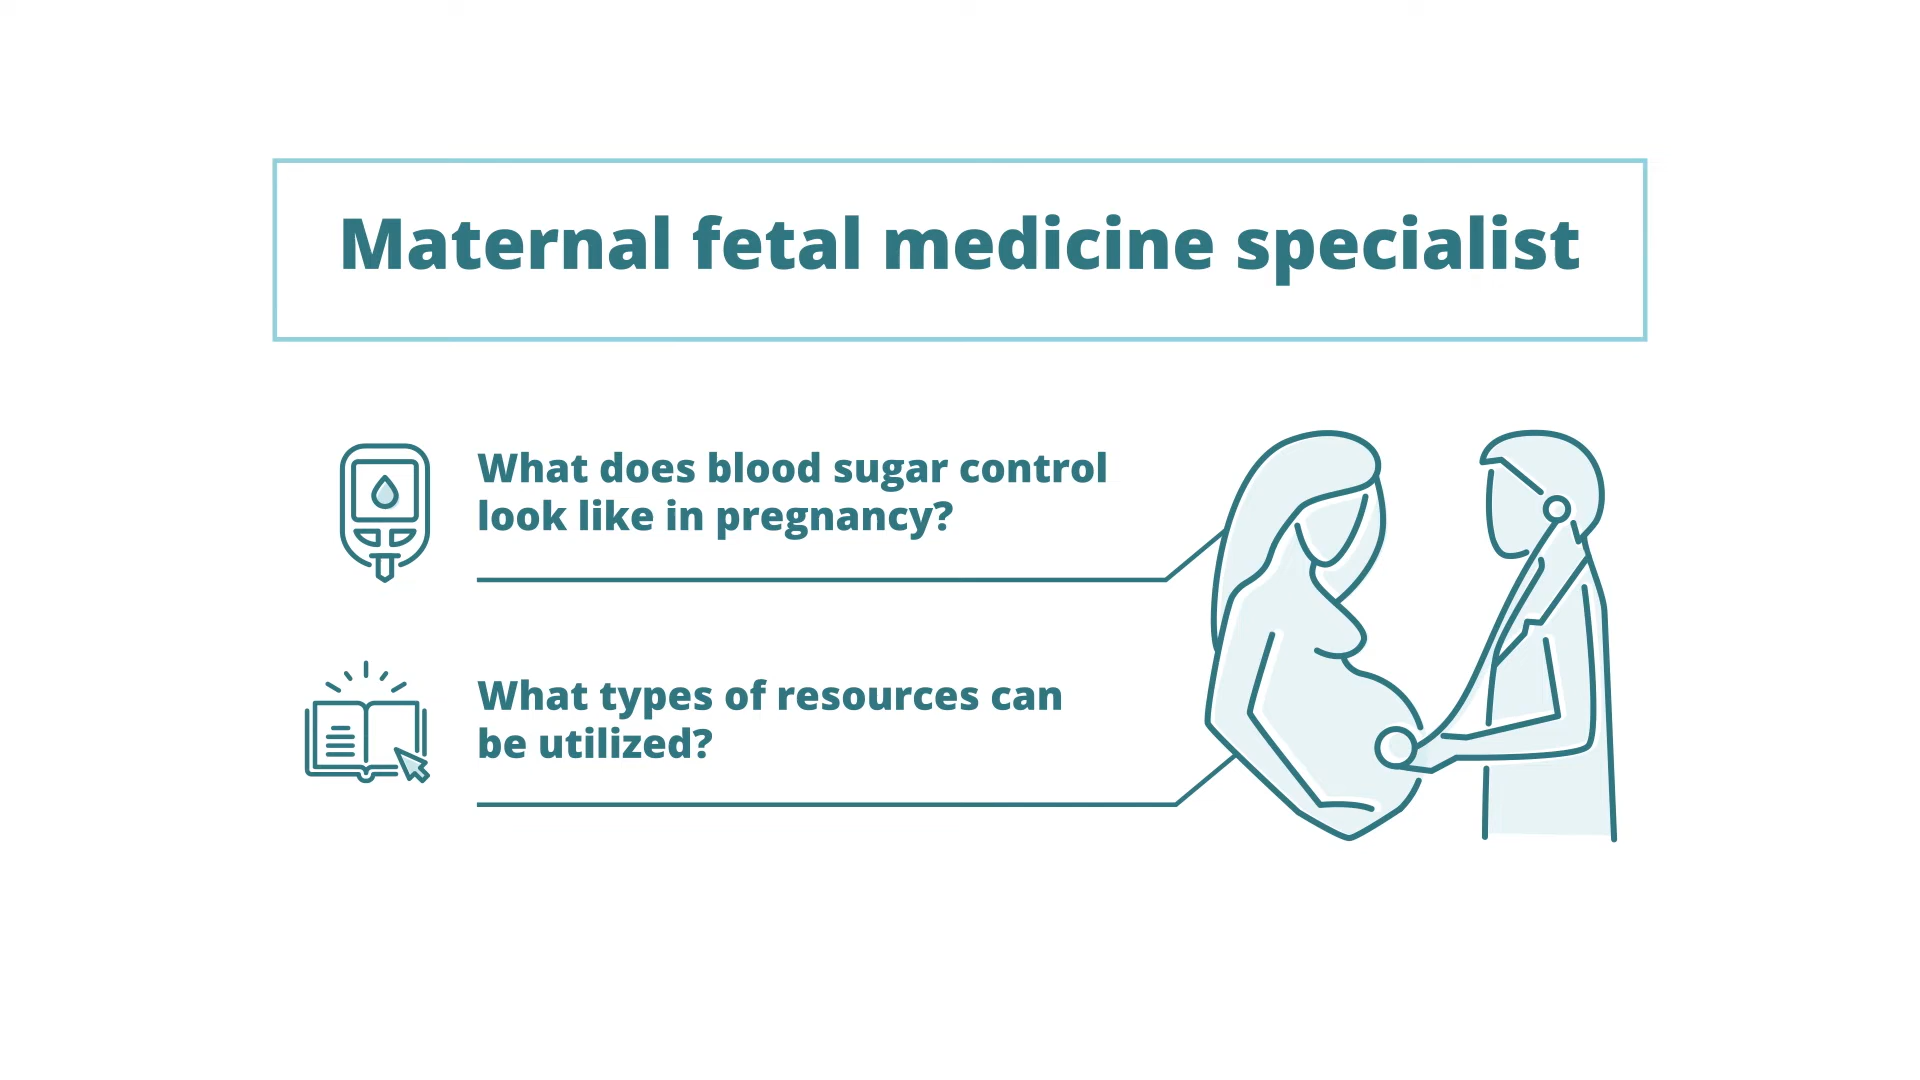 Maternal fetal medicine specialist
What does blood sugar control
look like in pregnancy?
What types of resources can
be utilized?